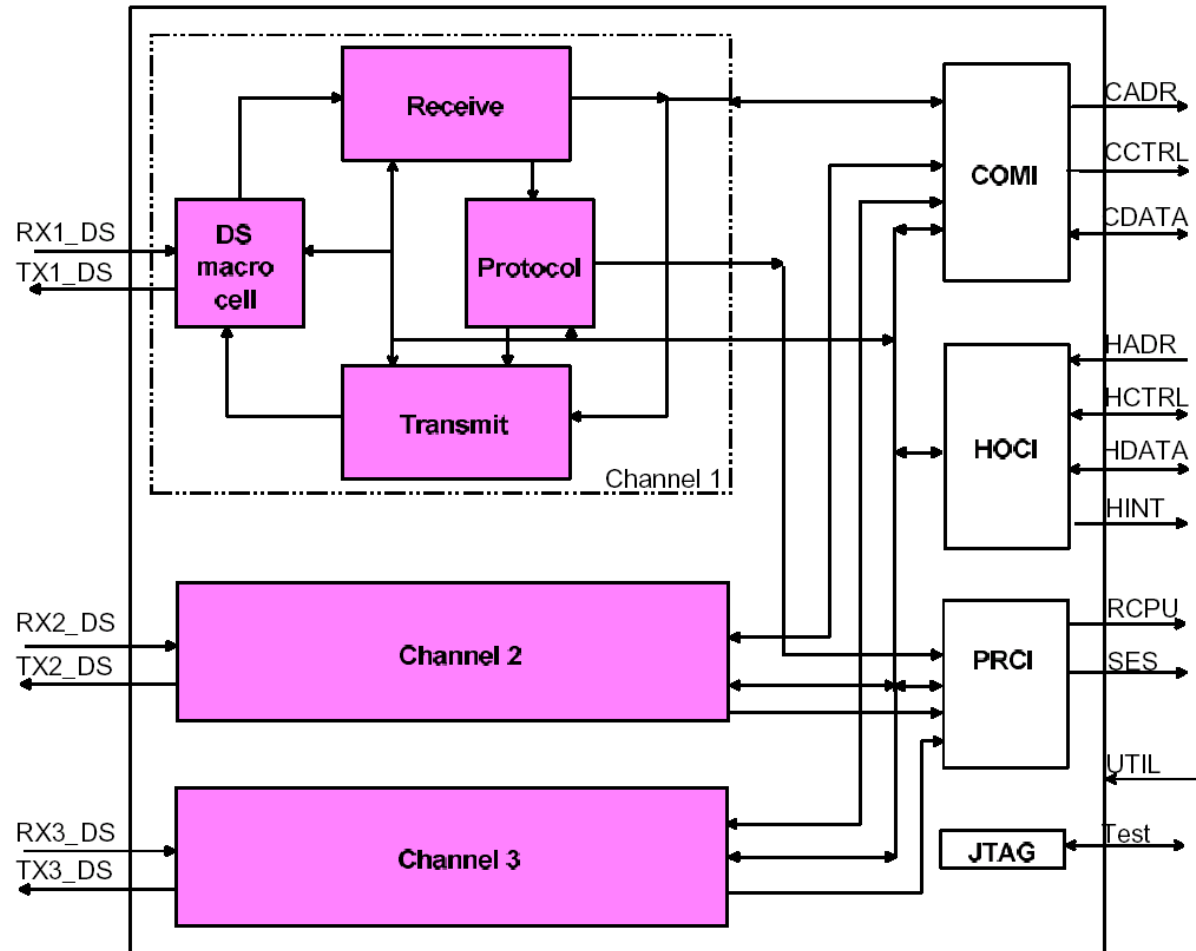 Receive
COMI
CADR
CCTRL
CDATA
RX1_DS
TX1_DS
DS
macro
cell
Protocol
Transmit
Channel 1
HOCI
HADR
HCTRL
HDATA
HINT
RX2_DS
TX2_DS
Channel 2
PRCI
RCPU
SES
UTIL
RX3_DS
TX3_DS
Channel 3
JTAG
Test